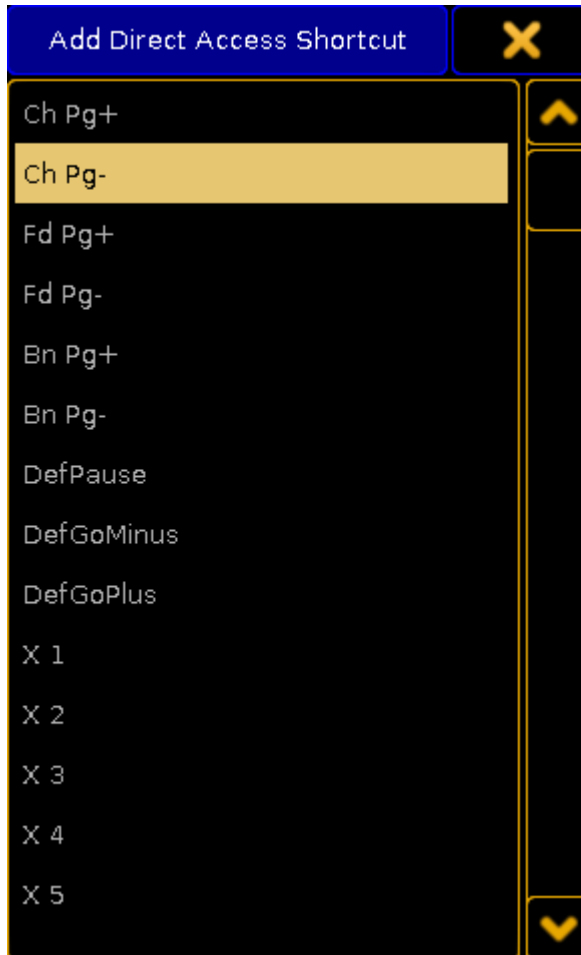 Add Direct Access Shortcut
Ch Pg+
Ch Pg-
Fd Pg+
Fd Pg-
Bn Pg+
Bn Pg-
DefPause
DefGoMinus
DefGoPlus
X 1
X 2
X 3
X 4
X 5